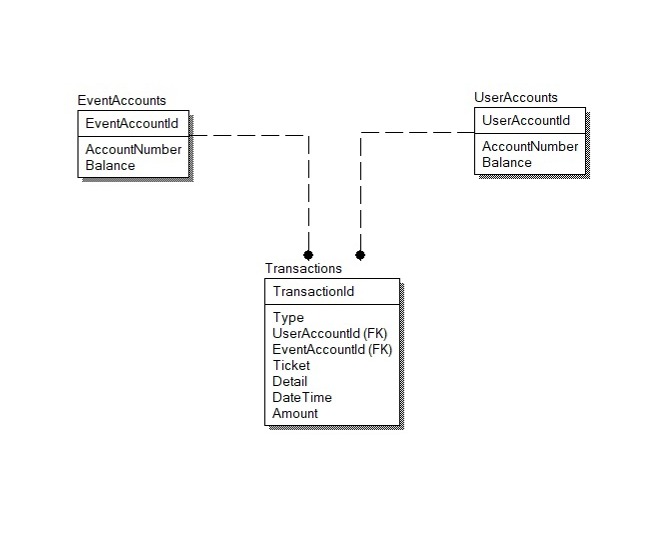 EventAccounts
EventAccountId
AccountNumber
Balance
UserAccounts
UserAccountId
AccountNumber
Balance
Transactions
TransactionId
Type
UserAccountId (FK)
EventAccountId (FK)
Ticket
Detail
DateTime
Amount